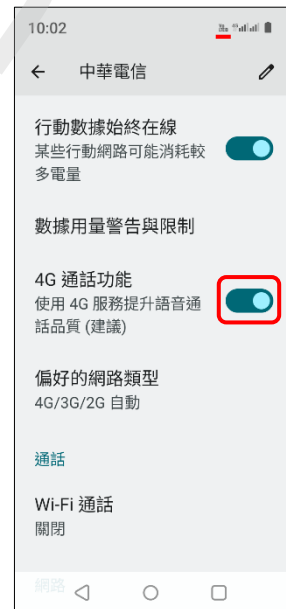 10:02
中華電信
行動數據始終在線
某些行動網路可能消耗較
多電量
數據用量警告與限制
4G 通話功能
使用 4G 服務提升語音通
話品質 (建議)
偏好的網路類型
4G/3G/2G 自動
通話
Wi-Fi 通話
關閉
網路